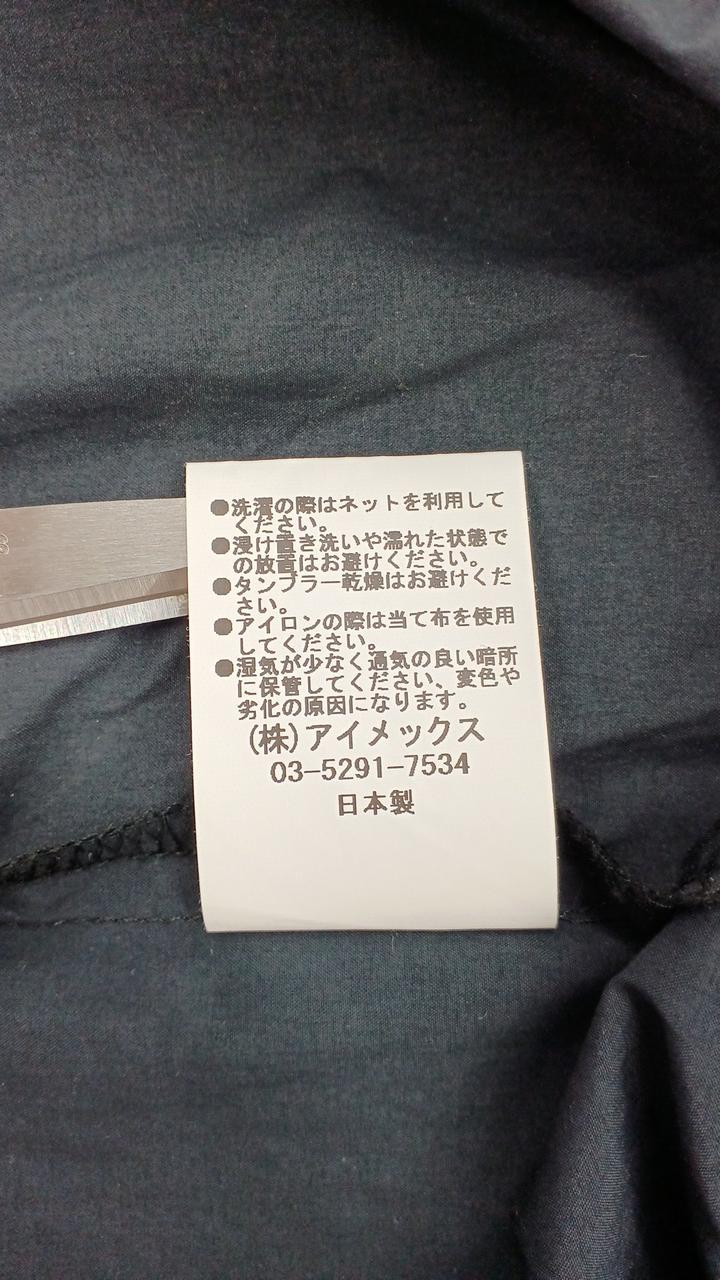 ●洗濯の際はネットを利用して
ください。
●浸け置き洗いや濡れた状態で
の放置はお避けください。
●タンブラー乾燥はお避けくだ
さい。
●アイロンの際は当て布を使用
してください。
●湿気が少なく通気の良い暗所
に保管してください、変色や
劣化の原因になります。
(株)アイメックス
03-5291-7534
日本製